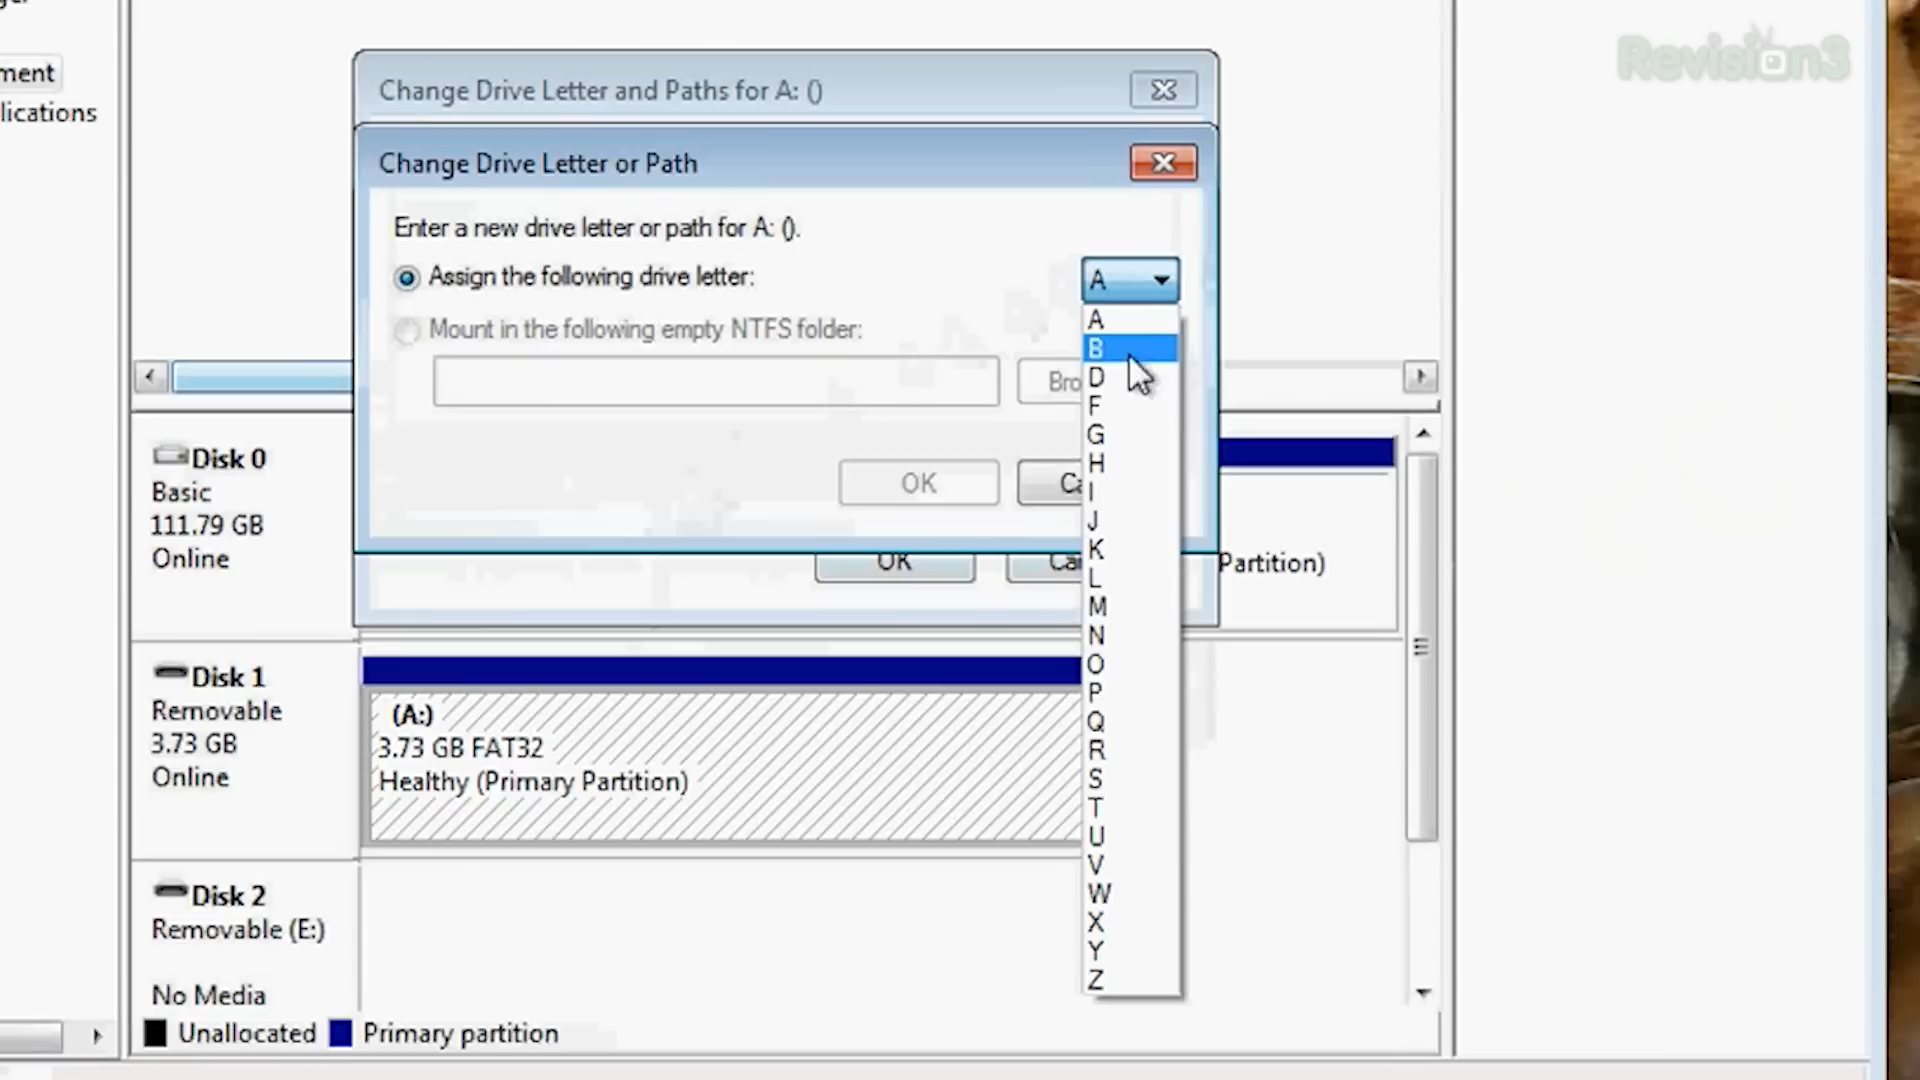 ment
lications
Revision3
Change Drive Letter and Paths for A: ()
Change Drive Letter or Path
Enter a new drive letter or path for A: ().
Assign the following drive letter:
A
Mount in the following empty NTFS folder:
Bro
OK
Ca
OK
Ca
A
B
D
F
G
H
I
J
K
L
M
N
O
P
Q
R
S
T
U
V
W
X
Y
Z
Disk 0
Basic
111.79 GB
Online
Partition)
Disk 1
Removable
3.73 GB
Online
(A:)
3.73 GB FAT32
Healthy (Primary Partition)
Disk 2
Removable (E:)
No Media
Unallocated
Primary partition